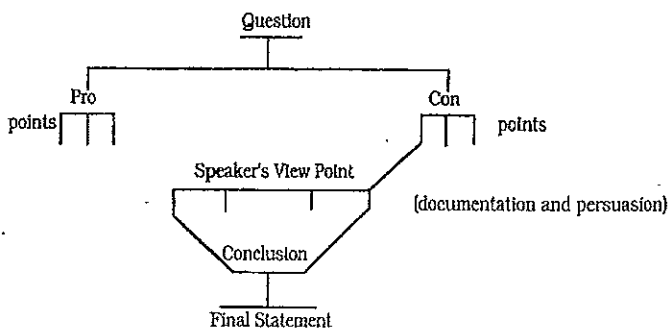 Question
Pro
Con
points
points
Speaker's View Point
(documentation and persuasion)
Conclusion
Final Statement